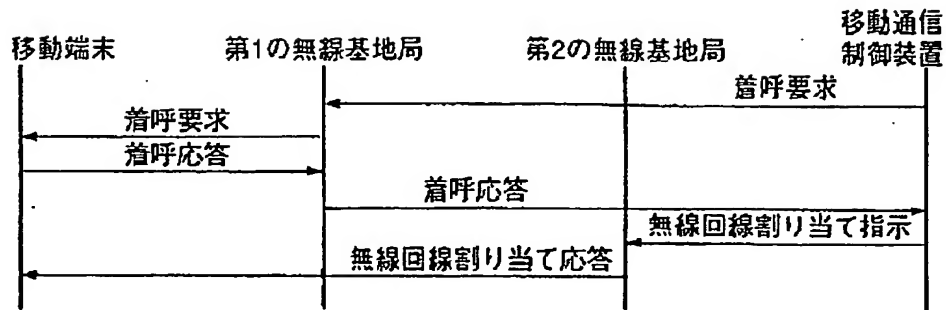 移動端末
第1の無線基地局
第2の無線基地局
移動通信
制御装置
着呼要求
着呼要求
着呼応答
着呼応答
無線回線割り当て指示
無線回線割り当て応答